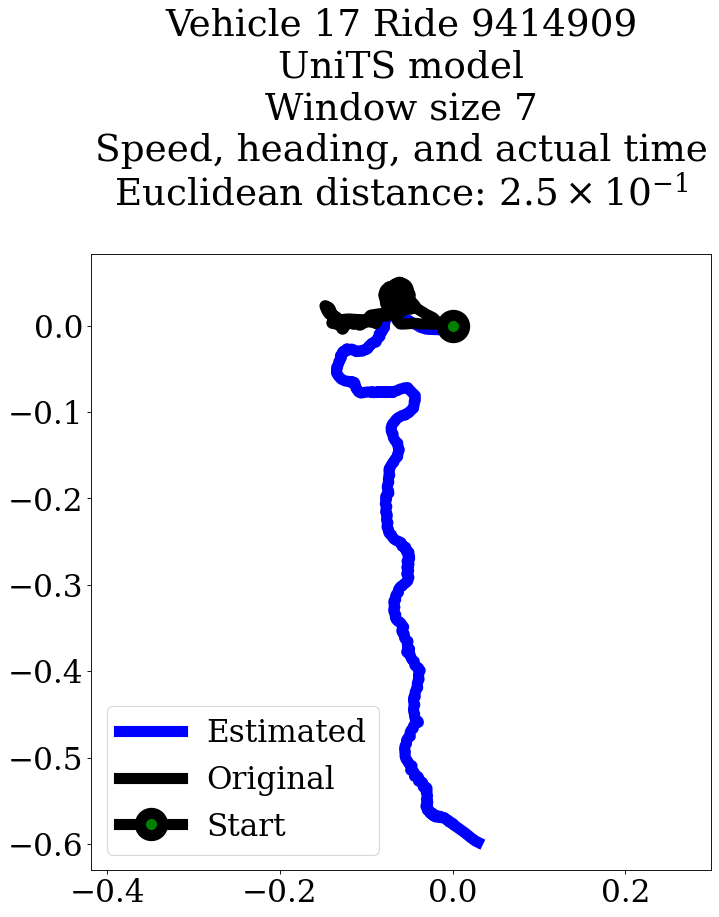 Vehicle 17 Ride 9414909
UniTS model
Window size 7
Speed, heading, and actual time
Euclidean distance: 2.5 × 10⁻¹
0.0
−0.1
−0.2
−0.3
−0.4
−0.5
−0.6
Estimated
Original
Start
−0.4 −0.2 0.0 0.2